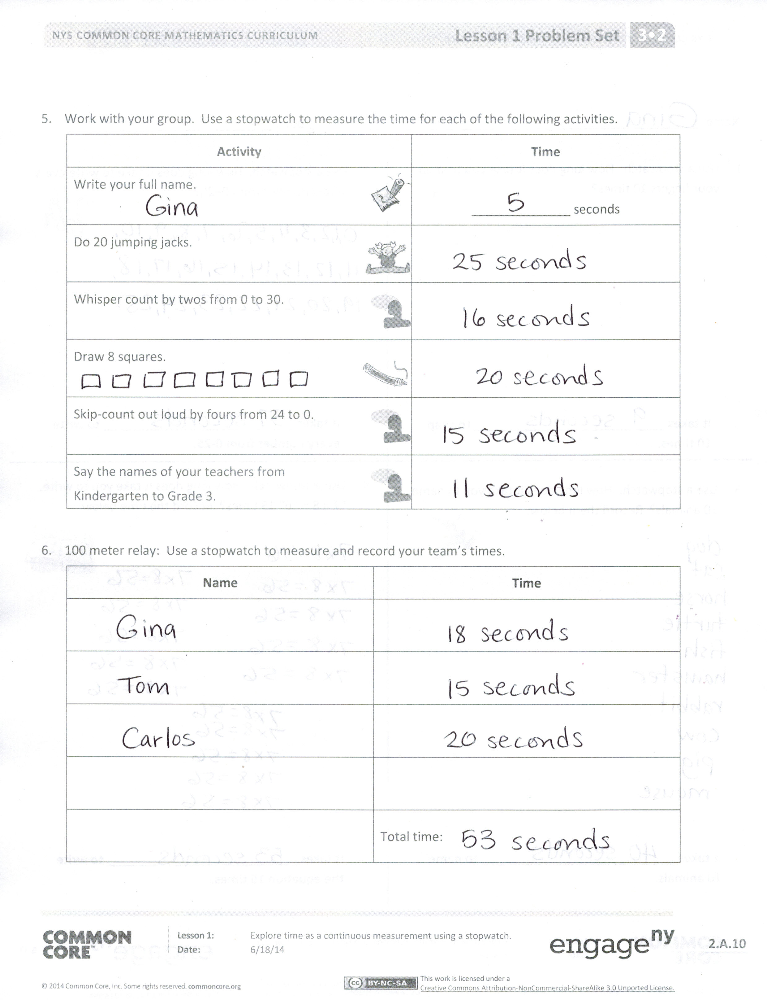 NYS COMMON CORE MATHEMATICS CURRICULUM Lesson 1 Problem Set 3•2
5. Work with your group. Use a stopwatch to measure the time for each of the following activities.
Activity Time
Write your full name.
Gina 5 seconds
Do 20 jumping jacks.
25 seconds
Whisper count by twos from 0 to 30.
16 seconds
Draw 8 squares.
20 seconds
Skip-count out loud by fours from 24 to 0.
15 seconds
Say the names of your teachers from
Kindergarten to Grade 3.
11 seconds
6. 100 meter relay: Use a stopwatch to measure and record your team's times.
Name Time
Gina 18 seconds
Tom 15 seconds
Carlos 20 seconds
Total time: 53 seconds
COMMON
CORE™
Lesson 1: Explore time as a continuous measurement using a stopwatch.
Date: 6/18/14
engage ny
2.A.10
© 2014 Common Core, Inc. Some rights reserved. commoncore.org
(cc) BY-NC-SA
This work is licensed under a
Creative Commons Attribution-NonCommercial-ShareAlike 3.0 Unported License.